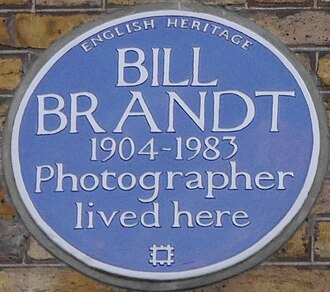 ENGLISH HERITAGE
BILL
BRANDT
1904-1983
Photographer
lived here